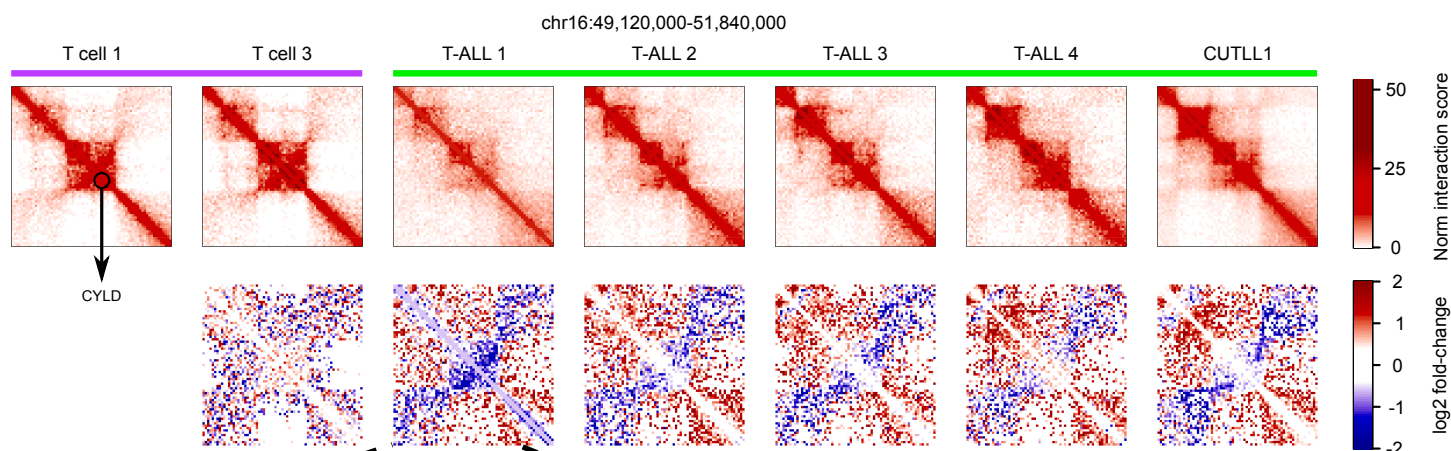 chr16:49,120,000-51,840,000
T cell 1
T cell 3
T-ALL 1
T-ALL 2
T-ALL 3
T-ALL 4
CUTLL1
50
25
0
Norm interaction score
CYLD
2
1
0
-1
-2
log2 fold-change